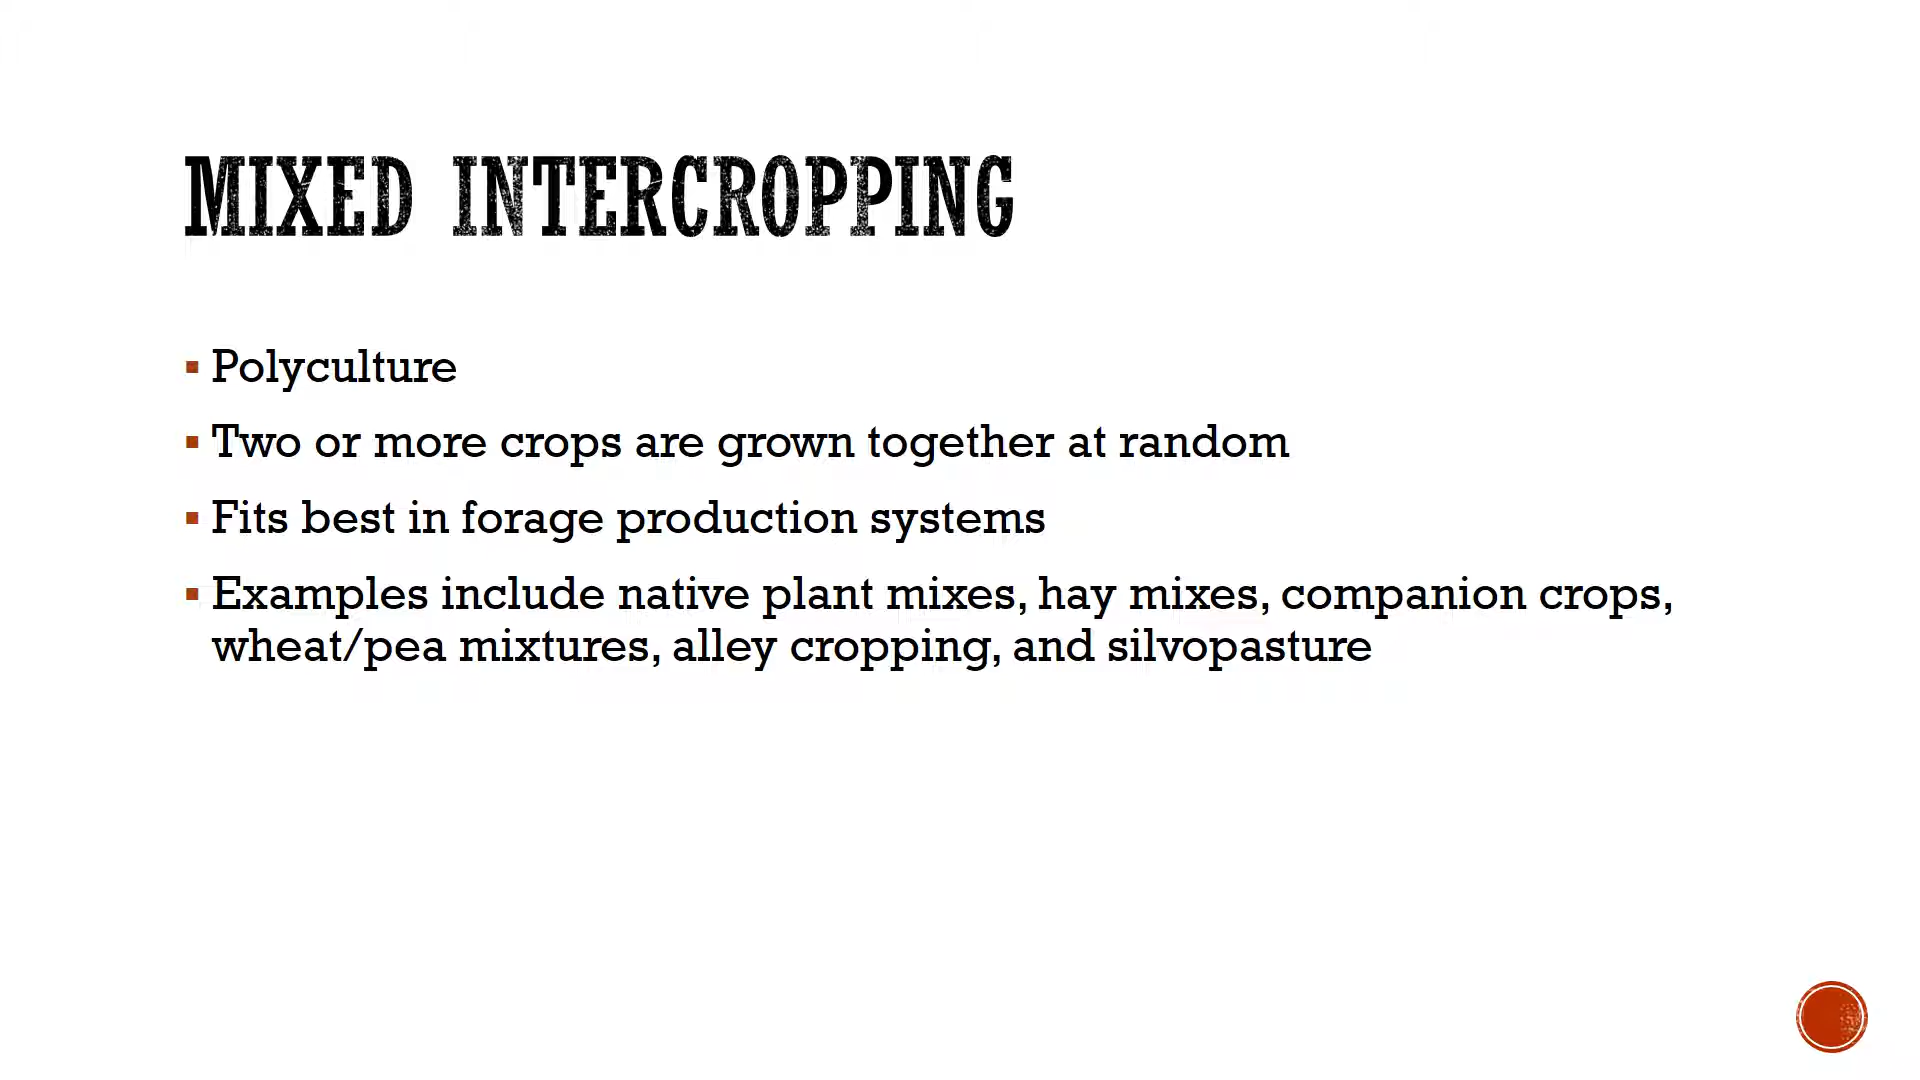 MIXED INTERCROPPING
▪ Polyculture
▪ Two or more crops are grown together at random
▪ Fits best in forage production systems
▪ Examples include native plant mixes, hay mixes, companion crops,
wheat/pea mixtures, alley cropping, and silvopasture